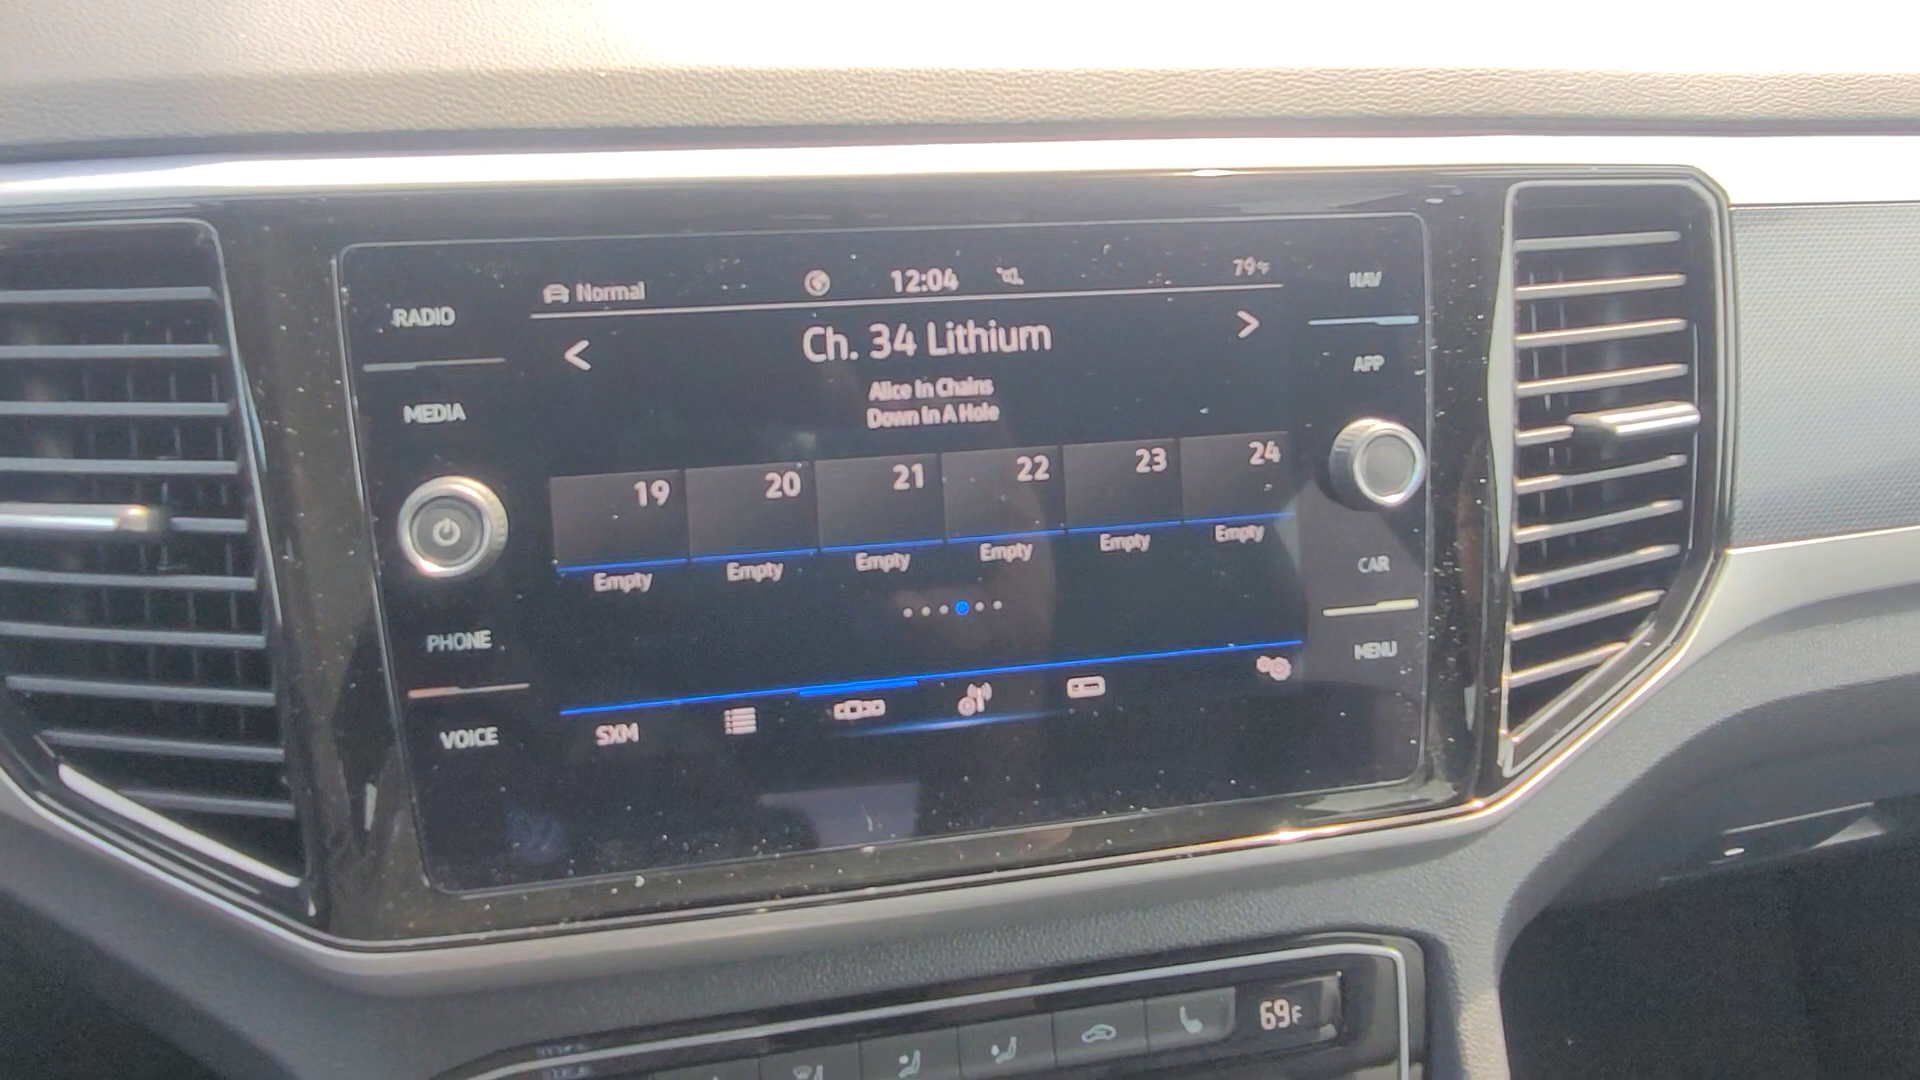 Normal 12:04 79°F
RADIO
MEDIA
PHONE
VOICE
Ch. 34 Lithium
Alice In Chains
Down In A Hole
19 20 21 22 23 24
Empty Empty Empty Empty Empty Empty
SXM
NAV
APP
CAR
MENU
69F